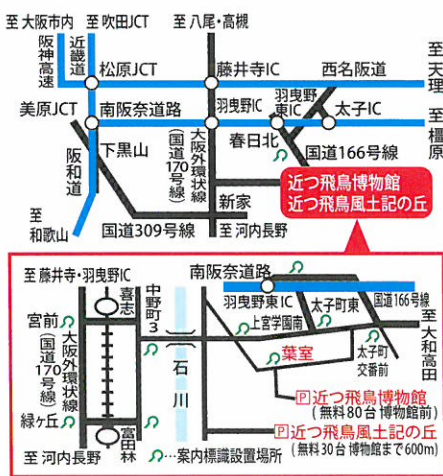 至大阪市内
至吹田JCT
至八尾・高槻
阪神高速
近畿道
松原JCT
藤井寺IC
西名阪道
至天理
美原JCT
南阪奈道路
羽曳野IC
羽曳野東IC
太子IC
至橿原
阪和道
下黒山
大阪外環状線
(国道170号線)
春日北
国道166号線
新家
至和歌山
国道309号線
至河内長野
近つ飛鳥博物館
近つ飛鳥風土記の丘
至藤井寺・羽曳野IC
南阪奈道路
喜志
中野町3
羽曳野東IC
太子町東
国道166号線
宮前
上宮学園南
至大和高田
大阪外環状線
(国道170号線)
石川
葉室
太子町交番前
P近つ飛鳥博物館
(無料80台 博物館前)
緑ヶ丘
富田林
P近つ飛鳥風土記の丘
(無料30台 博物館まで600m)
至河内長野
…案内標識設置場所